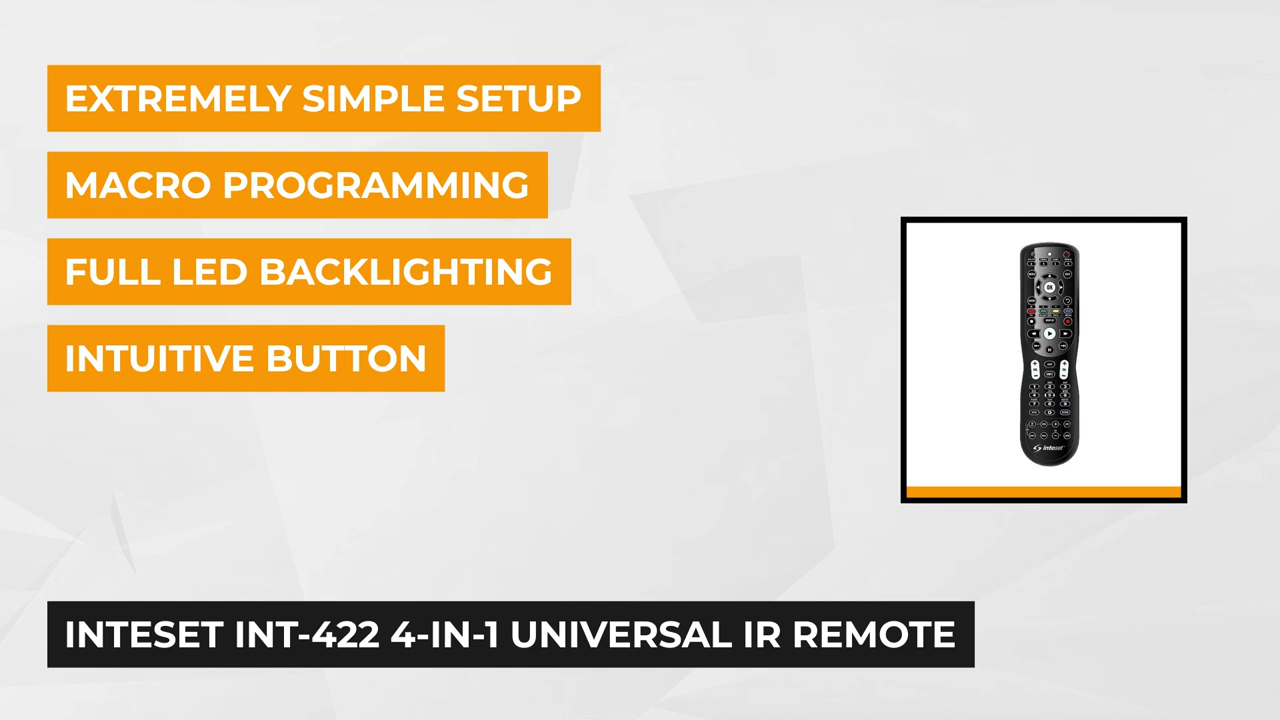 EXTREMELY SIMPLE SETUP
MACRO PROGRAMMING
FULL LED BACKLIGHTING
INTUITIVE BUTTON
OK
inteset
INTESET INT-422 4-IN-1 UNIVERSAL IR REMOTE